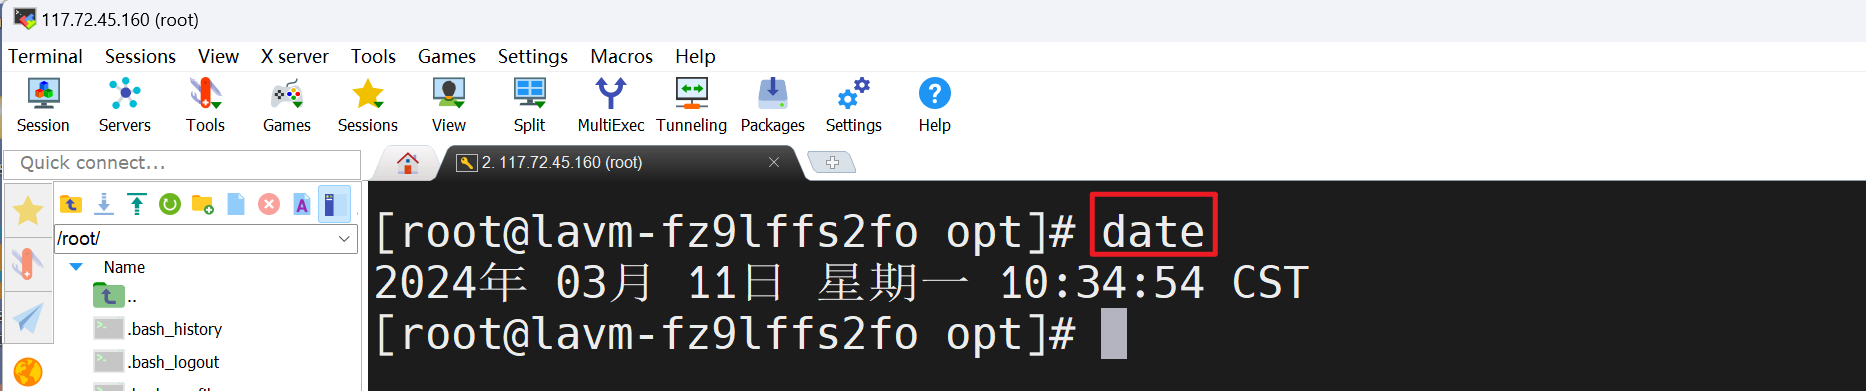 117.72.45.160 (root)
Terminal Sessions View X server Tools Games Settings Macros Help
Session Servers Tools Games Sessions View Split MultiExec Tunneling Packages Settings Help
Quick connect...
2. 117.72.45.160 (root)
/root/
Name
..
.bash_history
.bash_logout
[root@lavm-fz9lffs2fo opt]# date
2024年 03月 11日 星期一 10:34:54 CST
[root@lavm-fz9lffs2fo opt]#